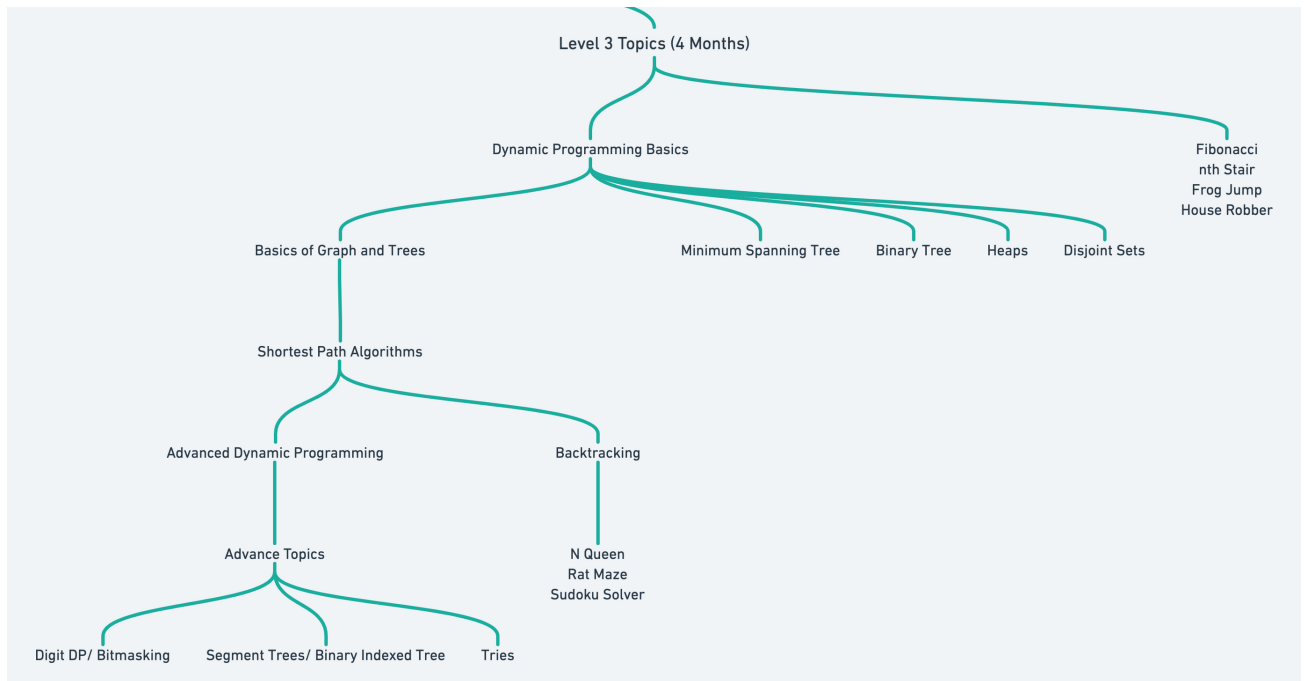 Level 3 Topics (4 Months)
Dynamic Programming Basics
Fibonacci
nth Stair
Frog Jump
House Robber
Basics of Graph and Trees
Minimum Spanning Tree
Binary Tree
Heaps
Disjoint Sets
Shortest Path Algorithms
Advanced Dynamic Programming
Backtracking
Advance Topics
N Queen
Rat Maze
Sudoku Solver
Digit DP/ Bitmasking
Segment Trees/ Binary Indexed Tree
Tries